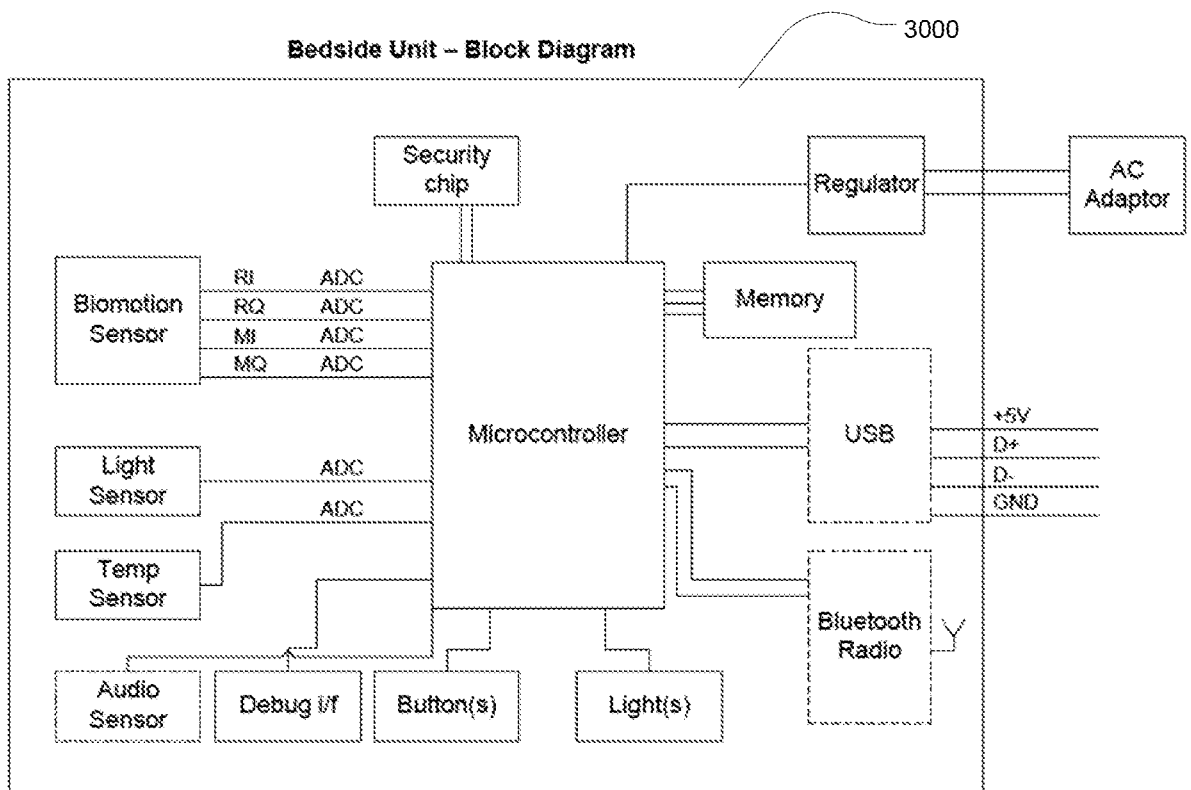 3000
Bedside Unit – Block Diagram
Security
chip
Regulator
AC
Adaptor
Biomotion
Sensor
RI ADC
RQ ADC
MI ADC
MQ ADC
Memory
Microcontroller
USB
+5V
D+
D-
GND
Light
Sensor
ADC
ADC
Temp
Sensor
Bluetooth
Radio
Audio
Sensor
Debug i/f
Button(s)
Light(s)